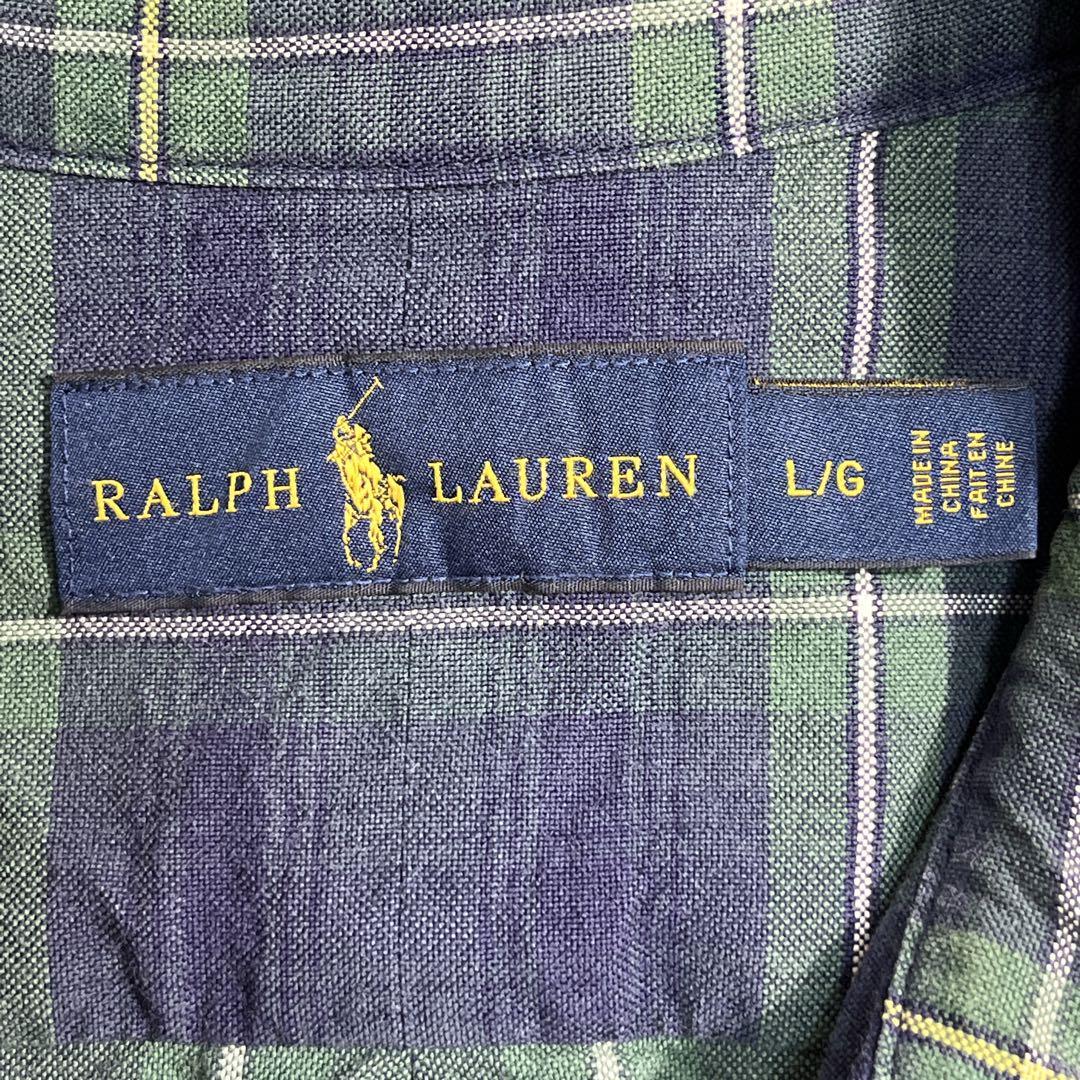 RALPH LAUREN
L/G
MADE IN
CHINA
FAIT EN
CHINE